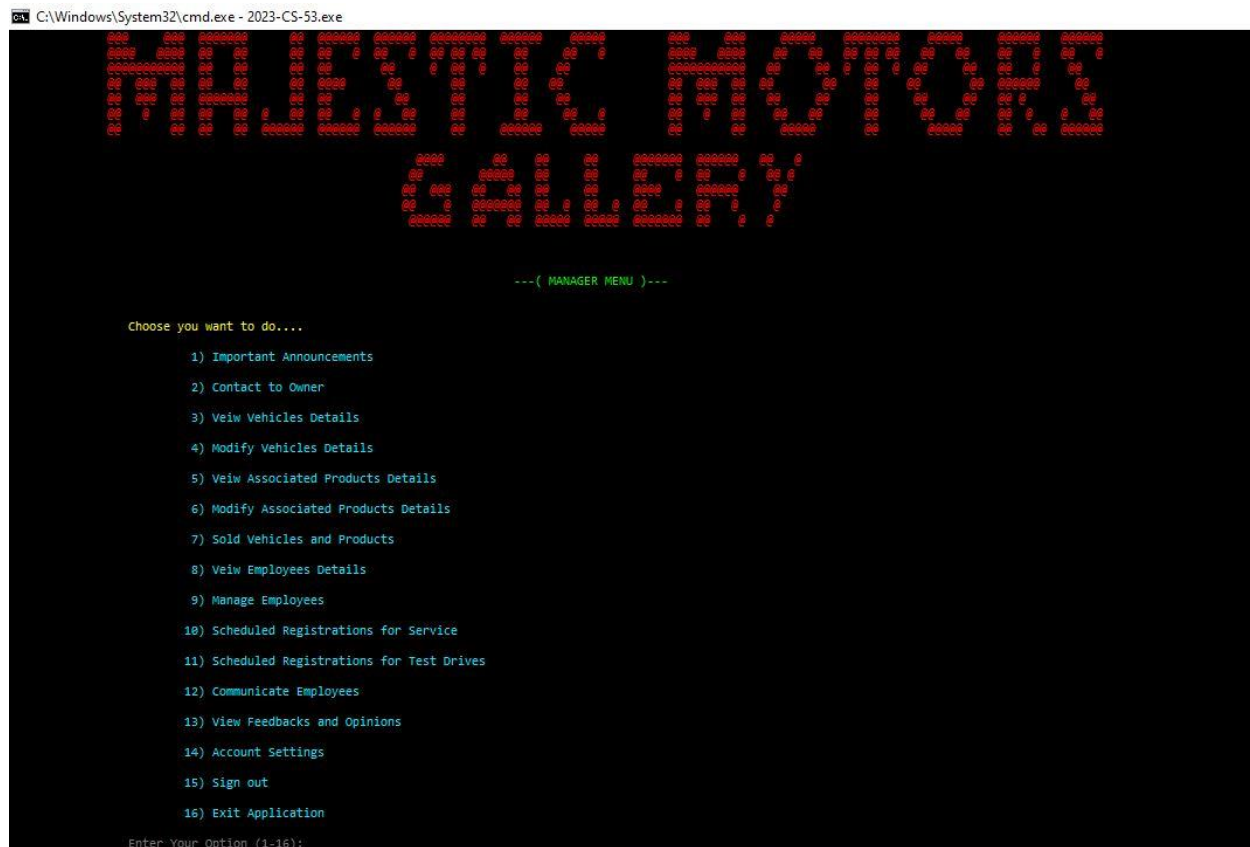 C:\Windows\System32\cmd.exe - 2023-CS-53.exe
MAJESTIC MOTORS
GALLERY
---( MANAGER MENU )---
Choose you want to do....
1) Important Announcements
2) Contact to Owner
3) Veiw Vehicles Details
4) Modify Vehicles Details
5) Veiw Associated Products Details
6) Modify Associated Products Details
7) Sold Vehicles and Products
8) Veiw Employees Details
9) Manage Employees
10) Scheduled Registrations for Service
11) Scheduled Registrations for Test Drives
12) Communicate Employees
13) View Feedbacks and Opinions
14) Account Settings
15) Sign out
16) Exit Application
Enter Your Option (1-16):